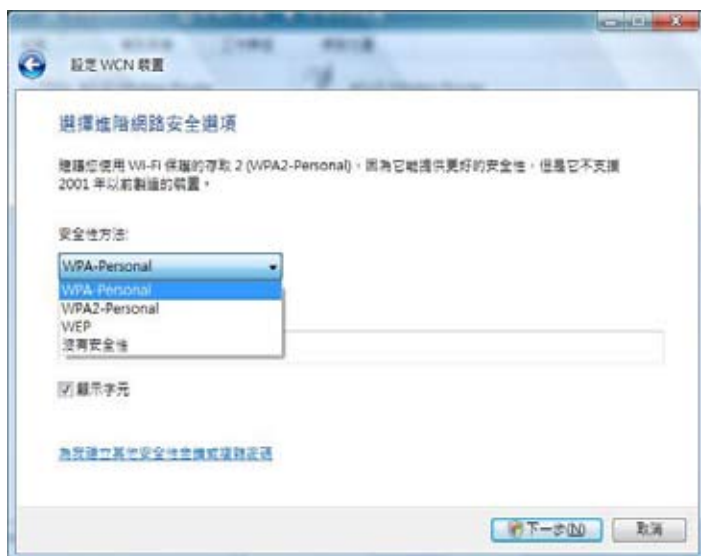 設定 WCN 裝置
選擇進階網路安全選項
建議您使用 Wi-Fi 保護的存取 2 (WPA2-Personal)，因為它能提供更好的安全性，但是它不支援
2001 年以前製造的裝置。
安全性方法:
WPA-Personal
WPA-Personal
WPA2-Personal
WEP
沒有安全性
顯示字元
為我建立其他安全性金鑰或複雜密碼
下一步(N)
取消